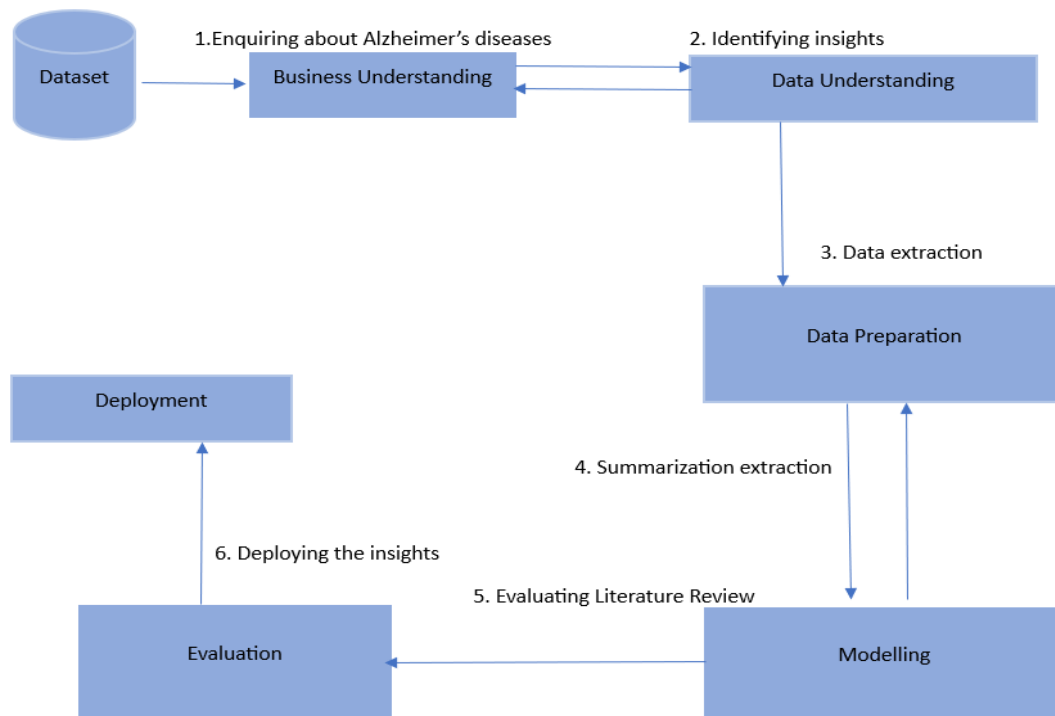 1.Enquiring about Alzheimer’s diseases
2. Identifying insights
Dataset
Business Understanding
Data Understanding
3. Data extraction
Data Preparation
Deployment
4. Summarization extraction
6. Deploying the insights
5. Evaluating Literature Review
Evaluation
Modelling